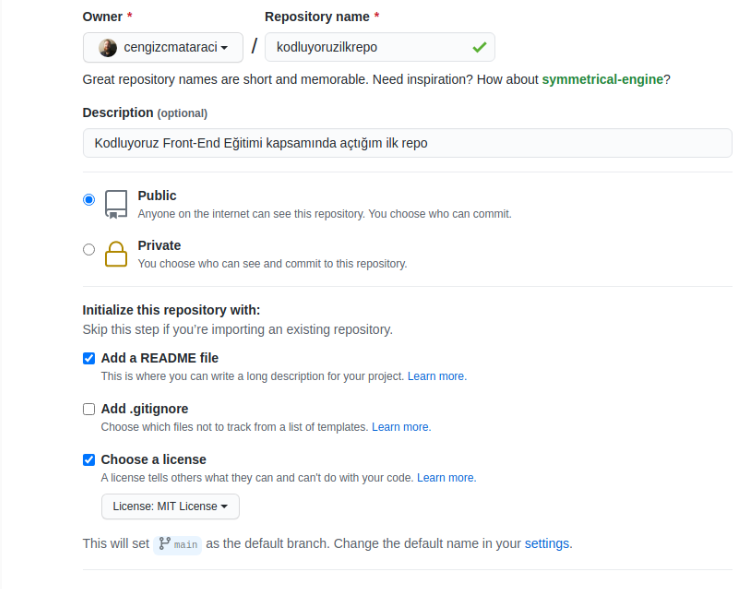 Owner * Repository name *
cengizcmataraci / kodluyoruzilkrepo
Great repository names are short and memorable. Need inspiration? How about symmetrical-engine?
Description (optional)
Kodluyoruz Front-End Eğitimi kapsamında açtığım ilk repo
Public
Anyone on the internet can see this repository. You choose who can commit.
Private
You choose who can see and commit to this repository.
Initialize this repository with:
Skip this step if you're importing an existing repository.
Add a README file
This is where you can write a long description for your project. Learn more.
Add .gitignore
Choose which files not to track from a list of templates. Learn more.
Choose a license
A license tells others what they can and can't do with your code. Learn more.
License: MIT License
This will set main as the default branch. Change the default name in your settings.